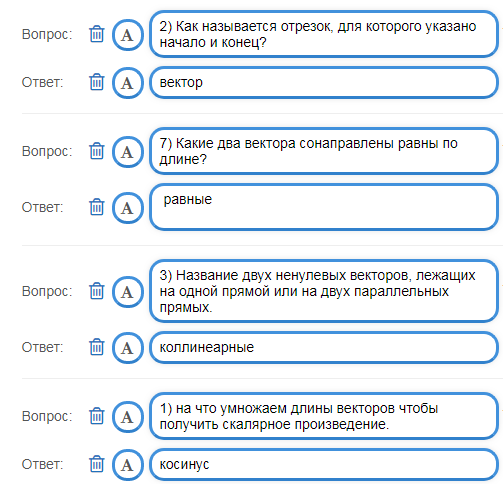 Вопрос:
A
2) Как называется отрезок, для которого указано
начало и конец?
Ответ:
A
вектор
Вопрос:
A
7) Какие два вектора сонаправлены равны по
длине?
Ответ:
A
равные
Вопрос:
A
3) Название двух ненулевых векторов, лежащих
на одной прямой или на двух параллельных
прямых.
Ответ:
A
коллинеарные
Вопрос:
A
1) на что умножаем длины векторов чтобы
получить скалярное произведение.
Ответ:
A
косинус